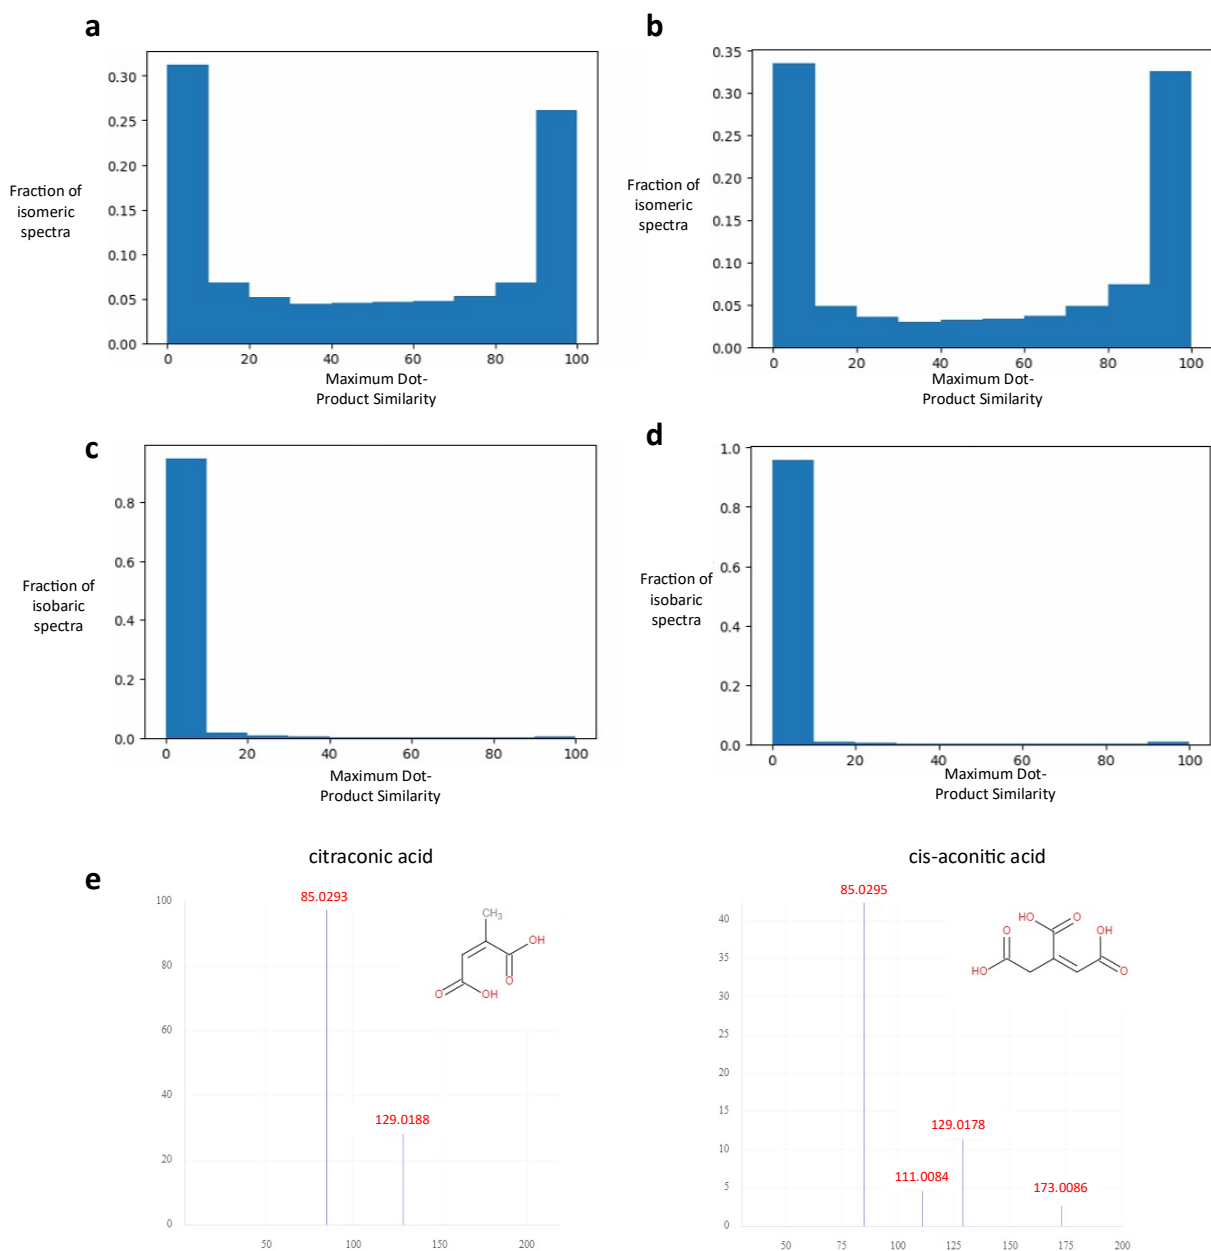 a
0.30
0.25
0.20
0.15
0.10
0.05
0.00
Fraction of
isomeric
spectra
0 20 40 60 80 100
Maximum Dot-
Product Similarity
b
0.35
0.30
0.25
0.20
0.15
0.10
0.05
0.00
Fraction of
isomeric
spectra
0 20 40 60 80 100
Maximum Dot-
Product Similarity
c
0.8
0.6
0.4
0.2
0.0
Fraction of
isobaric
spectra
0 20 40 60 80 100
Maximum Dot-
Product Similarity
d
1.0
0.8
0.6
0.4
0.2
0.0
Fraction of
isobaric
spectra
0 20 40 60 80 100
Maximum Dot-
Product Similarity
e
citraconic acid
100
80
60
40
20
0
85.0293
129.0188
CH3
OH
O
O
OH
50 100 150 200
cis-aconitic acid
40
35
30
25
20
15
10
5
0
85.0295
111.0084
129.0178
173.0086
HO
O
O
OH
HO
O
50 75 100 125 150 175 200